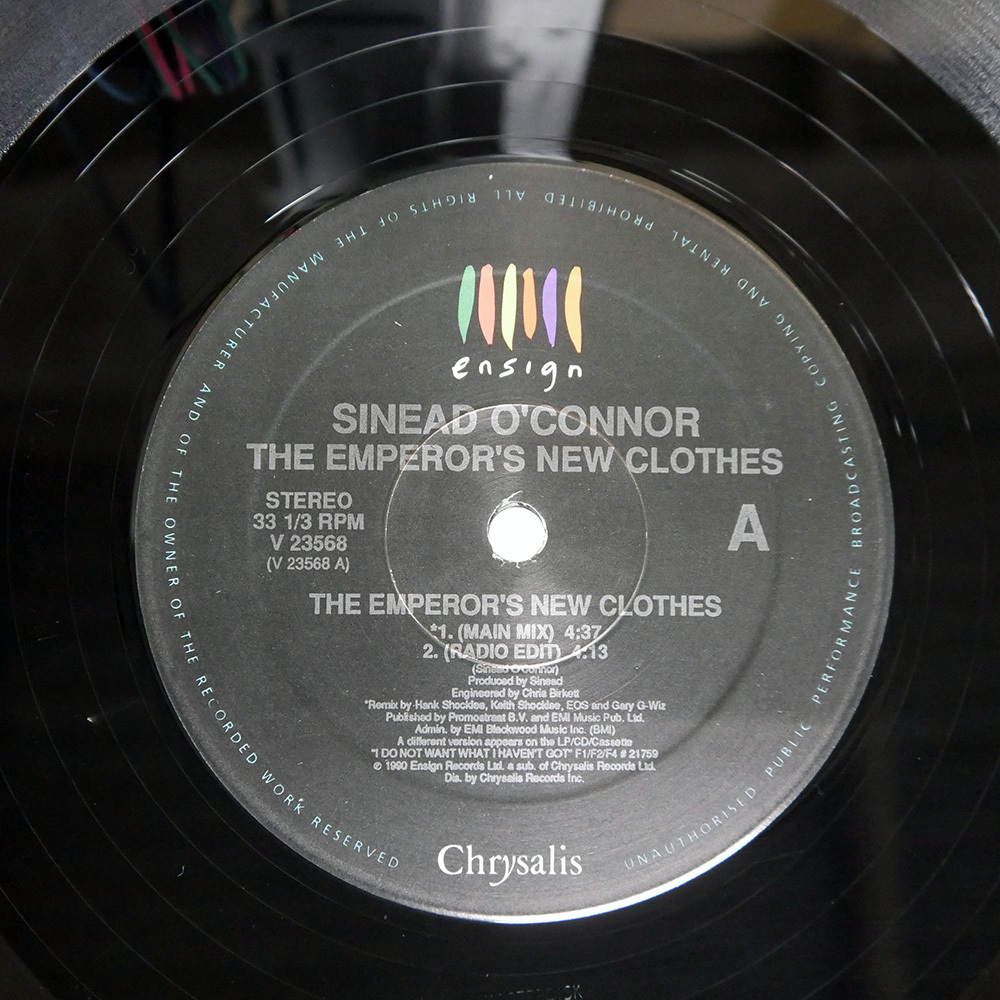 ensign
SINEAD O'CONNOR
THE EMPEROR'S NEW CLOTHES
STEREO
33 1/3 RPM
V 23568
(V 23568 A)
A
THE EMPEROR'S NEW CLOTHES
*1. (MAIN MIX) 4:37
2. (RADIO EDIT) 4:13
(Sinead O'Connor)
Produced by Sinead
Engineered by Chris Birkett
*Remix by Hank Shocklee, Keith Shocklee, EOS and Gary G-Wiz
Published by Promostraat B.V. and EMI Music Pub. Ltd.
Admin. by EMI Blackwood Music Inc. (BMI)
A different version appears on the LP/CD/Cassette
"I DO NOT WANT WHAT I HAVEN'T GOT" F1/F2/F4 # 21759
℗ 1990 Ensign Records Ltd. a sub. of Chrysalis Records Ltd.
Dis. by Chrysalis Records Inc.
Chrysalis
UNAUTHORISED PUBLIC PERFORMANCE BROADCASTING COPYING AND RENTAL PROHIBITED ALL RIGHTS OF THE MANUFACTURER AND OF THE OWNER OF THE RECORDED WORK RESERVED